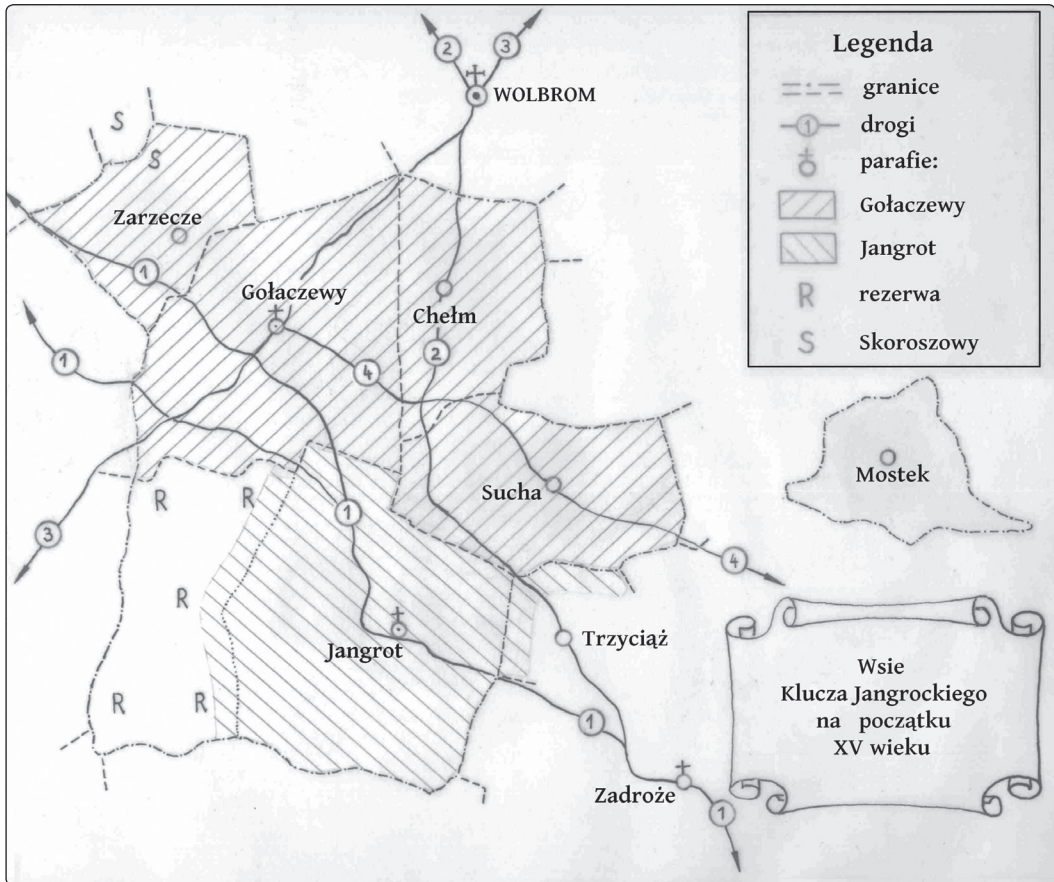 2
3
WOLBROM
Legenda
granice
1
drogi
parafie:
Gołaczewy
Jangrot
R
rezerwa
S
Skoroszowy
S
S
Zarzecze
1
Gołaczewy
Chełm
1
4
2
Sucha
Mostek
R
R
1
3
4
R
Jangrot
Trzyciąż
R
R
1
Zadroże
1
Wsie
Klucza Jangrockiego
na początku
XV wieku